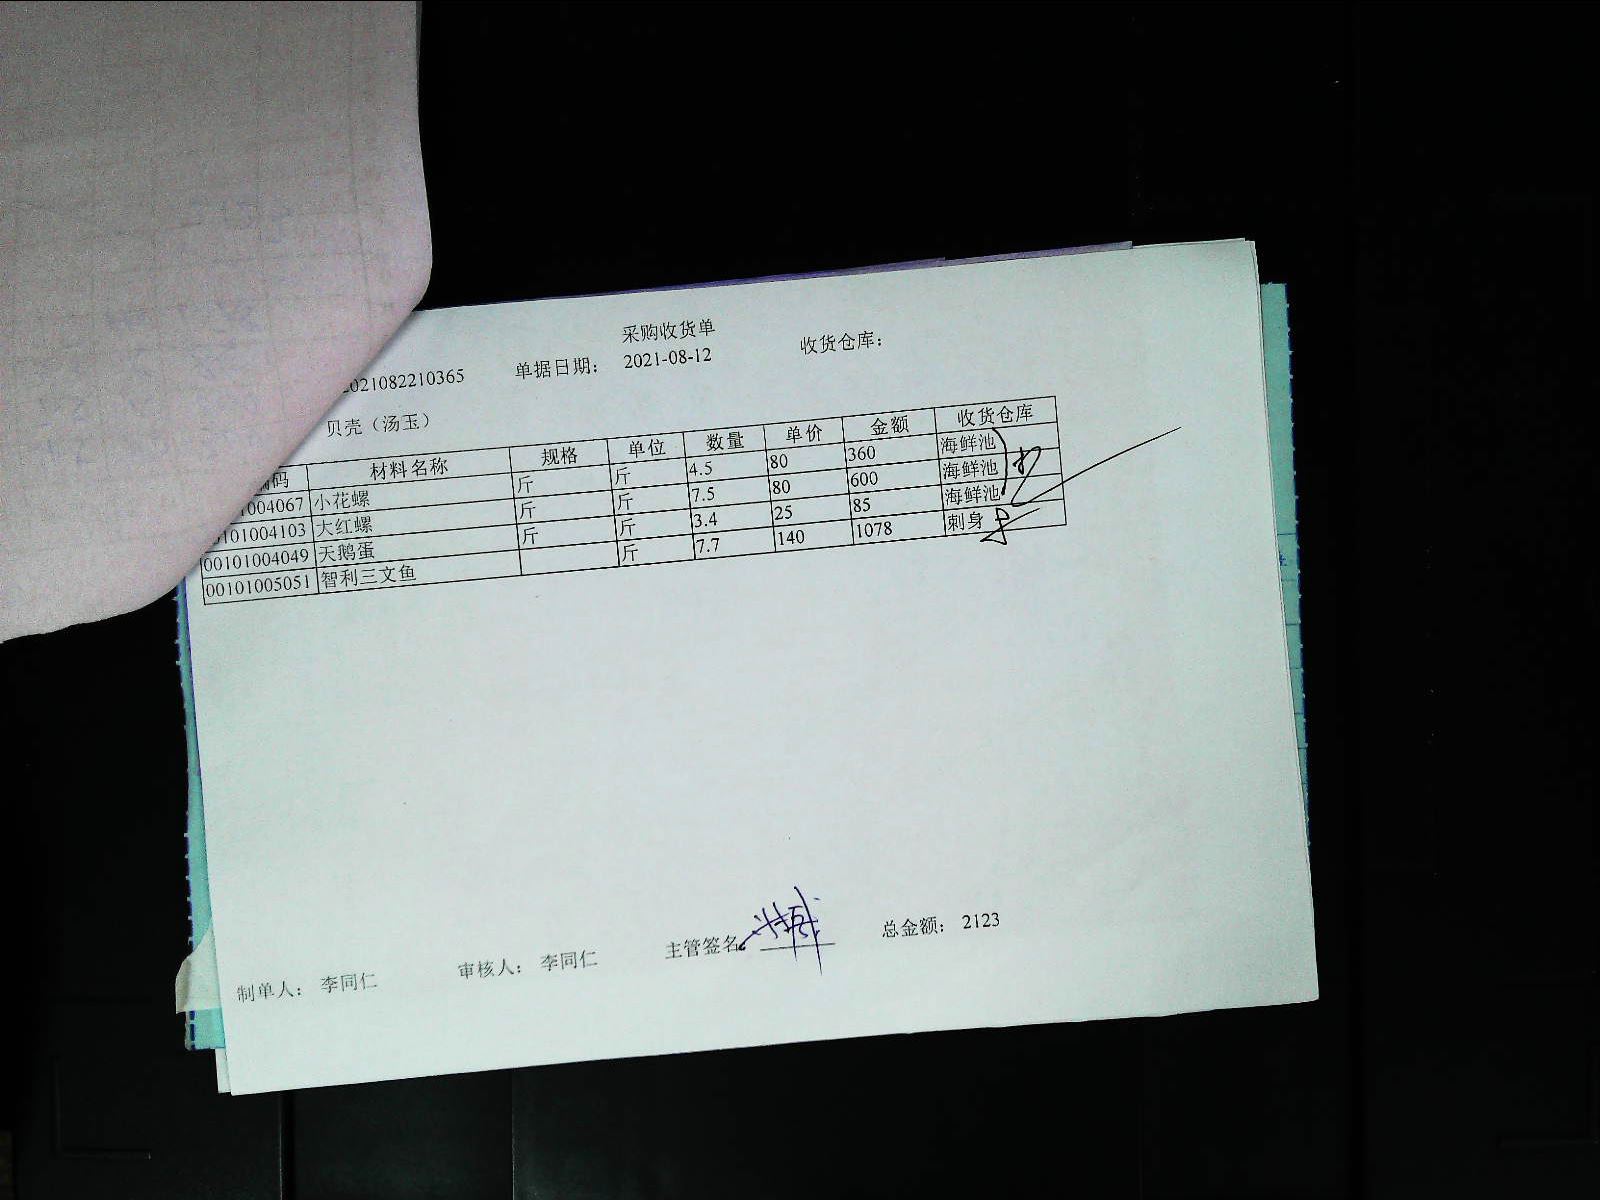 采购收货单
2021082210365 单据日期: 2021-08-12 收货仓库:
贝壳（汤玉）
编码 材料名称 规格 单位 数量 单价 金额 收货仓库
1004067 小花螺 斤 斤 4.5 80 360 海鲜池
0101004103 大红螺 斤 斤 7.5 80 600 海鲜池
00101004049 天鹅蛋 斤 斤 3.4 25 85 海鲜池
00101005051 智利三文鱼 斤 7.7 140 1078 刺身
制单人: 李同仁 审核人: 李同仁 主管签名: 总金额: 2123